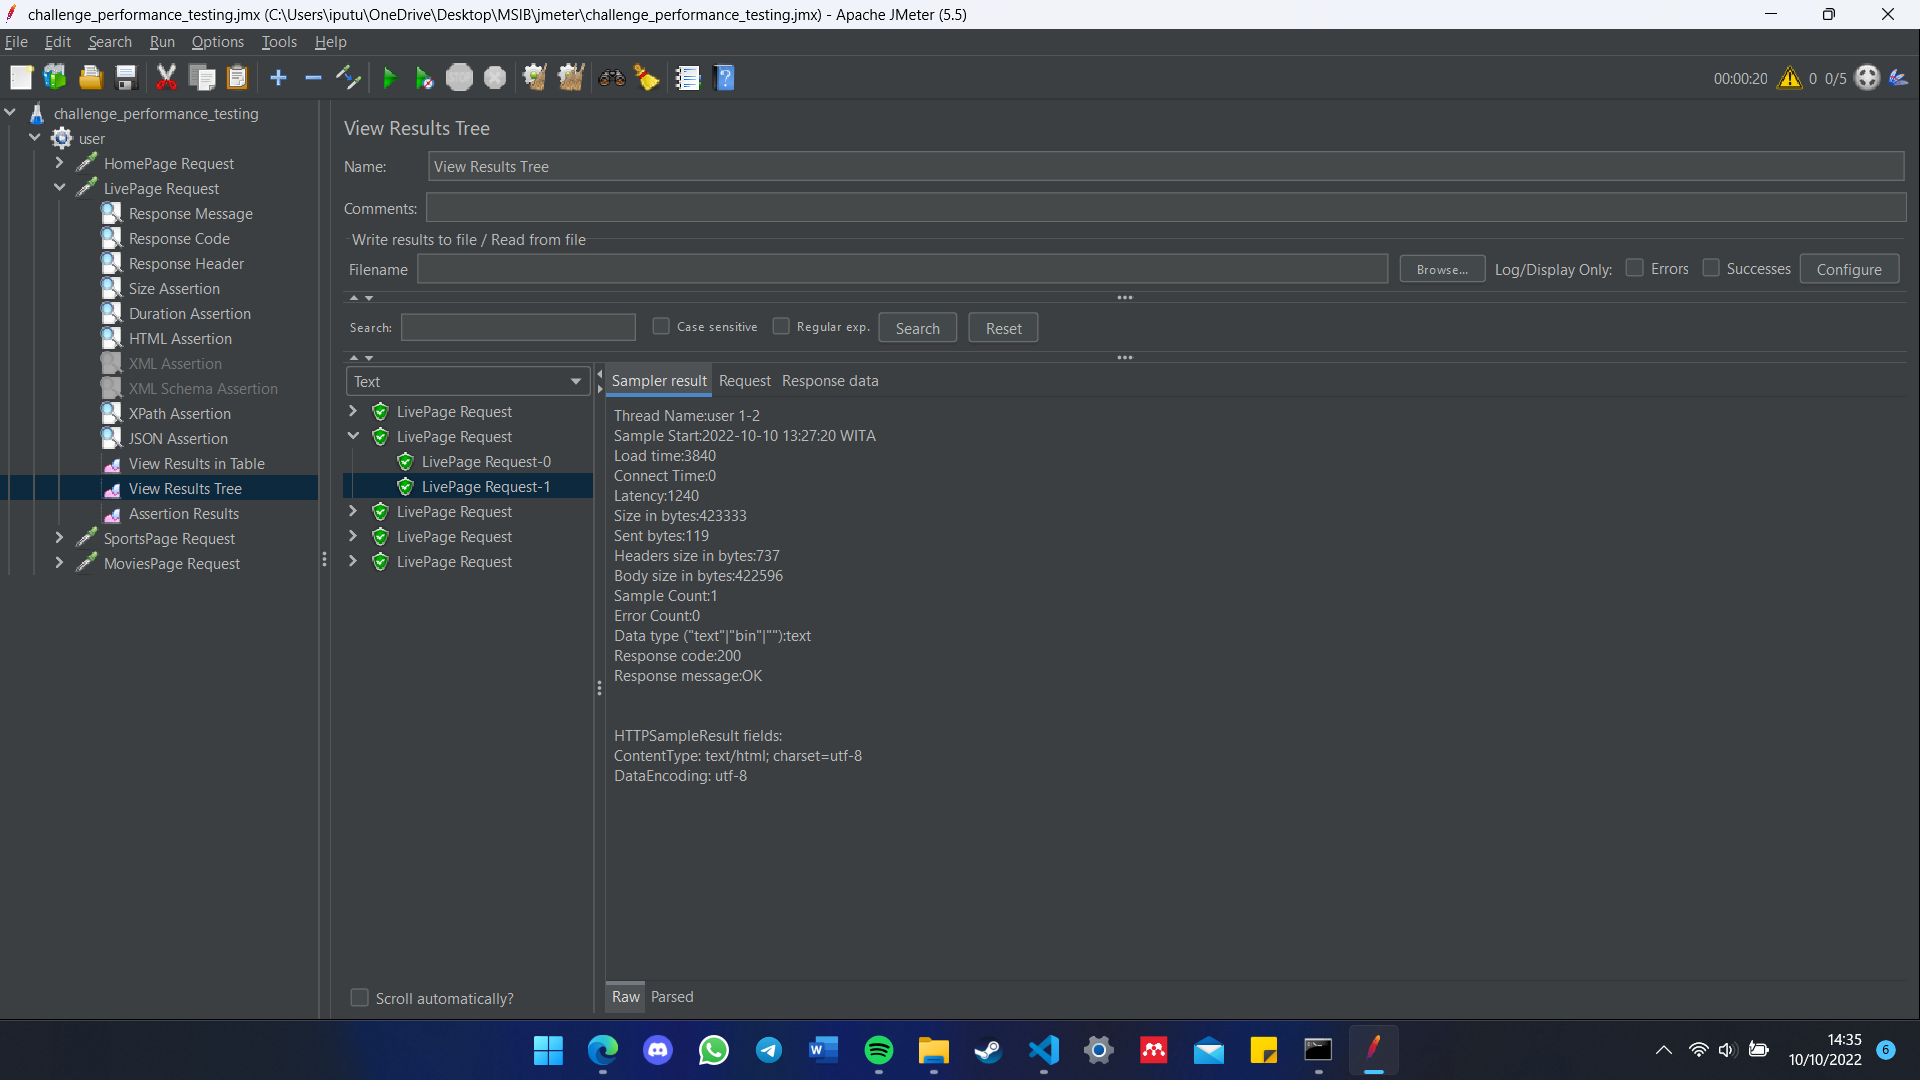 challenge_performance_testing.jmx (C:\Users\iputu\OneDrive\Desktop\MSIB\jmeter\challenge_performance_testing.jmx) - Apache JMeter (5.5)
File Edit Search Run Options Tools Help
STOP
00:00:20 0 0/5
challenge_performance_testing
user
HomePage Request
LivePage Request
Response Message
Response Code
Response Header
Size Assertion
Duration Assertion
HTML Assertion
XML Assertion
XML Schema Assertion
XPath Assertion
JSON Assertion
View Results in Table
View Results Tree
Assertion Results
SportsPage Request
MoviesPage Request
View Results Tree
Name: View Results Tree
Comments:
Write results to file / Read from file
Filename Browse... Log/Display Only: Errors Successes Configure
Search: Case sensitive Regular exp. Search Reset
Text
LivePage Request
LivePage Request
LivePage Request-0
LivePage Request-1
LivePage Request
LivePage Request
LivePage Request
Scroll automatically?
Sampler result Request Response data
Thread Name:user 1-2
Sample Start:2022-10-10 13:27:20 WITA
Load time:3840
Connect Time:0
Latency:1240
Size in bytes:423333
Sent bytes:119
Headers size in bytes:737
Body size in bytes:422596
Sample Count:1
Error Count:0
Data type ("text"|"bin"|""):text
Response code:200
Response message:OK
HTTPSampleResult fields:
ContentType: text/html; charset=utf-8
DataEncoding: utf-8
Raw Parsed
14:35
10/10/2022
6